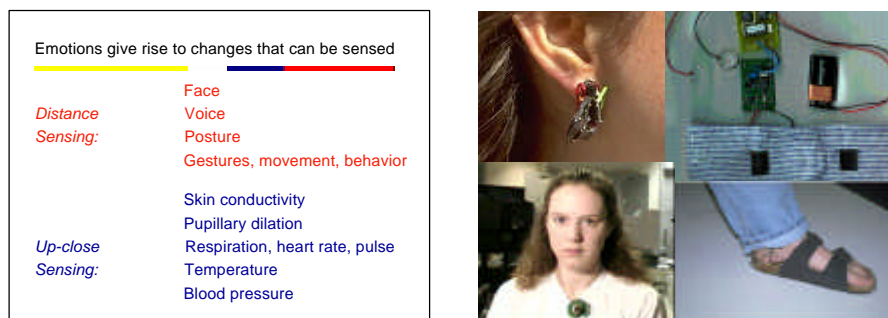 Emotions give rise to changes that can be sensed
Face
Distance Voice
Sensing: Posture
Gestures, movement, behavior
Skin conductivity
Pupillary dilation
Up-close Respiration, heart rate, pulse
Sensing: Temperature
Blood pressure